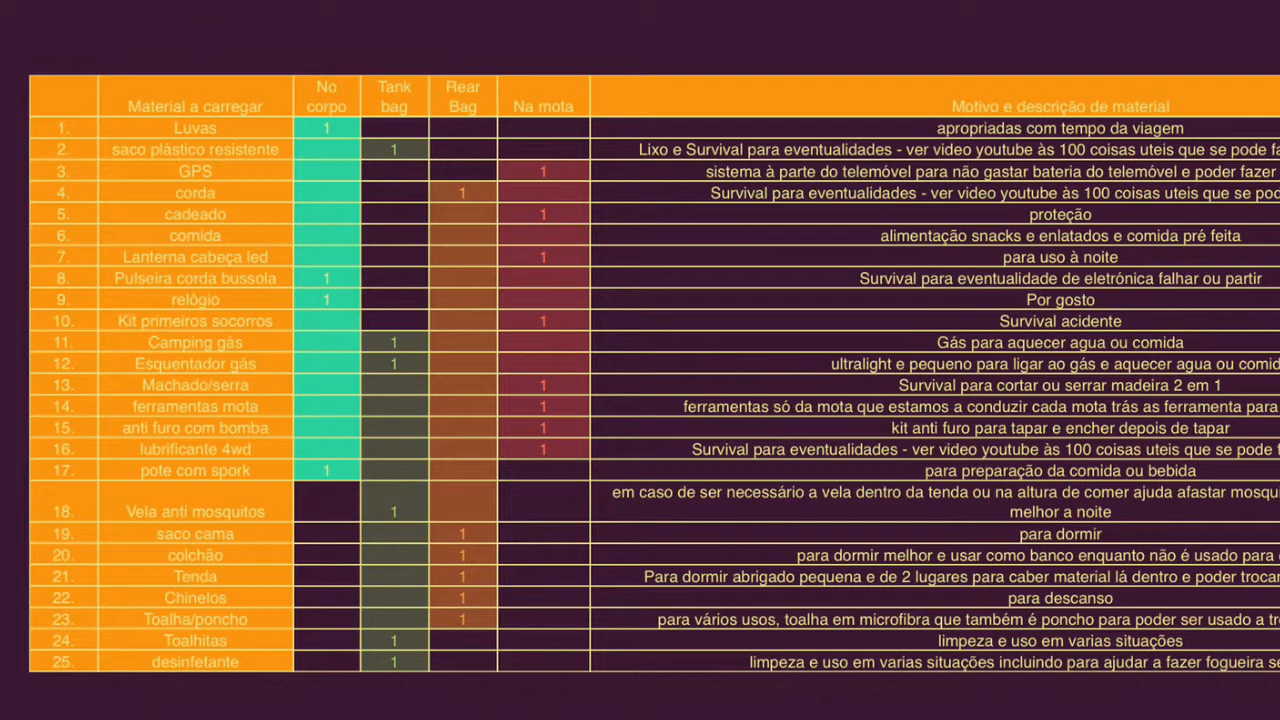 Material a carregar No corpo Tank bag Rear Bag Na mota Motivo e descrição de material
1. Luvas 1 apropriadas com tempo da viagem
2. saco plástico resistente 1 Lixo e Survival para eventualidades - ver video youtube às 100 coisas uteis que se pode
3. GPS 1 sistema à parte do telemóvel para não gastar bateria do telemóvel e poder fazer
4. corda 1 Survival para eventualidades - ver video youtube às 100 coisas uteis que se
5. cadeado 1 proteção
6. comida alimentação snacks e enlatados e comida pré feita
7. Lanterna cabeça led 1 para uso à noite
8. Pulseira corda bussola 1 Survival para eventualidade de eletrónica falhar ou partir
9. relógio 1 Por gosto
10. Kit primeiros socorros 1 Survival acidente
11. Camping gás 1 Gás para aquecer agua ou comida
12. Esquentador gás 1 ultralight e pequeno para ligar ao gás e aquecer agua ou
13. Machado/serra 1 Survival para cortar ou serrar madeira 2 em 1
14. ferramentas mota 1 ferramentas só da mota que estamos a conduzir cada mota trás as ferramenta para
15. anti furo com bomba 1 kit anti furo para tapar e encher depois de tapar
16. lubrificante 4wd 1 Survival para eventualidades - ver video youtube às 100 coisas uteis que se pode
17. pote com spork 1 para preparação da comida ou bebida
em caso de ser necessário a vela dentro da tenda ou na altura de comer ajuda afastar
18. Vela anti mosquitos 1 melhor a noite
19. saco cama 1 para dormir
20. colchão 1 para dormir melhor e usar como banco enquanto não é usado para
21. Tenda 1 Para dormir abrigado pequena e de 2 lugares para caber material lá dentro e poder
22. Chinelos 1 para descanso
23. Toalha/poncho 1 para vários usos, toalha em microfibra que também é poncho para poder ser usado a
24. Toalhitas 1 limpeza e uso em varias situações
25. desinfetante 1 limpeza e uso em varias situações incluindo para ajudar a fazer fogueira